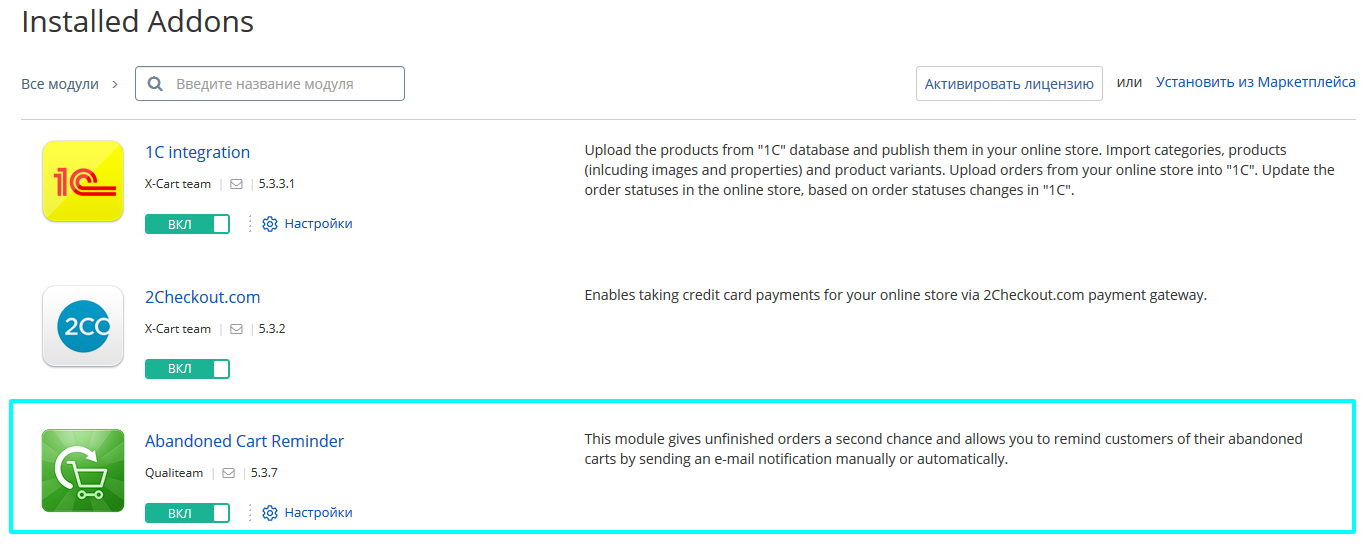 Installed Addons
Все модули
Введите название модуля
Активировать лицензию или Установить из Маркетплейса
1C
1C integration
X-Cart team 5.3.3.1
ВКЛ Настройки
Upload the products from "1C" database and publish them in your online store. Import categories, products
(inlcuding images and properties) and product variants. Upload orders from your online store into "1C". Update the
order statuses in the online store, based on order statuses changes in "1C".
2CO
2Checkout.com
X-Cart team 5.3.2
ВКЛ
Enables taking credit card payments for your online store via 2Checkout.com payment gateway.
Abandoned Cart Reminder
Qualiteam 5.3.7
ВКЛ Настройки
This module gives unfinished orders a second chance and allows you to remind customers of their abandoned
carts by sending an e-mail notification manually or automatically.